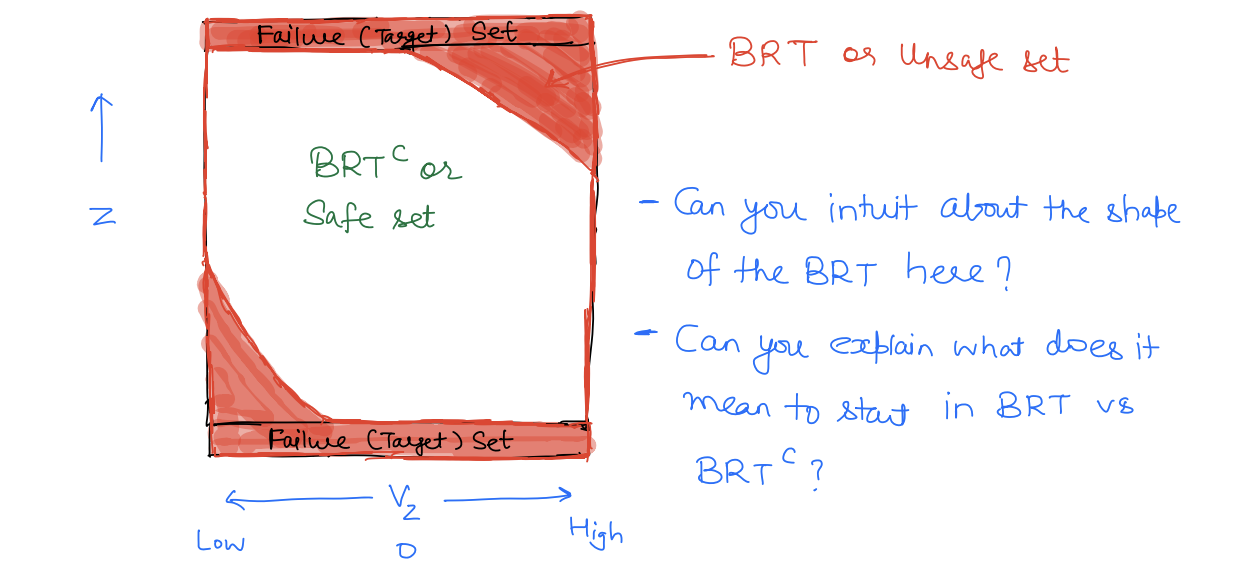 Failure (Target) Set
BRT or Unsafe set
BRTᶜ or
Safe set
Z
- Can you intuit about the shape
of the BRT here?
- Can you explain what does it
mean to start in BRT vs
BRTᶜ?
Failure (Target) Set
V_Z
Low
0
High